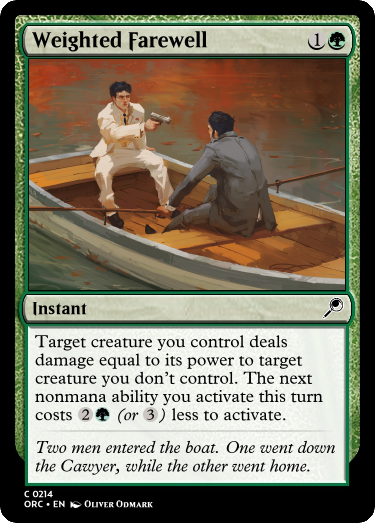 Weighted Farewell 1
Instant
Target creature you control deals
damage equal to its power to target
creature you don't control. The next
nonmana ability you activate this turn
costs 2 (or 3) less to activate.
Two men entered the boat. One went down
the Cawyer, while the other went home.
C 0214
ORC • EN Oliver Odmark